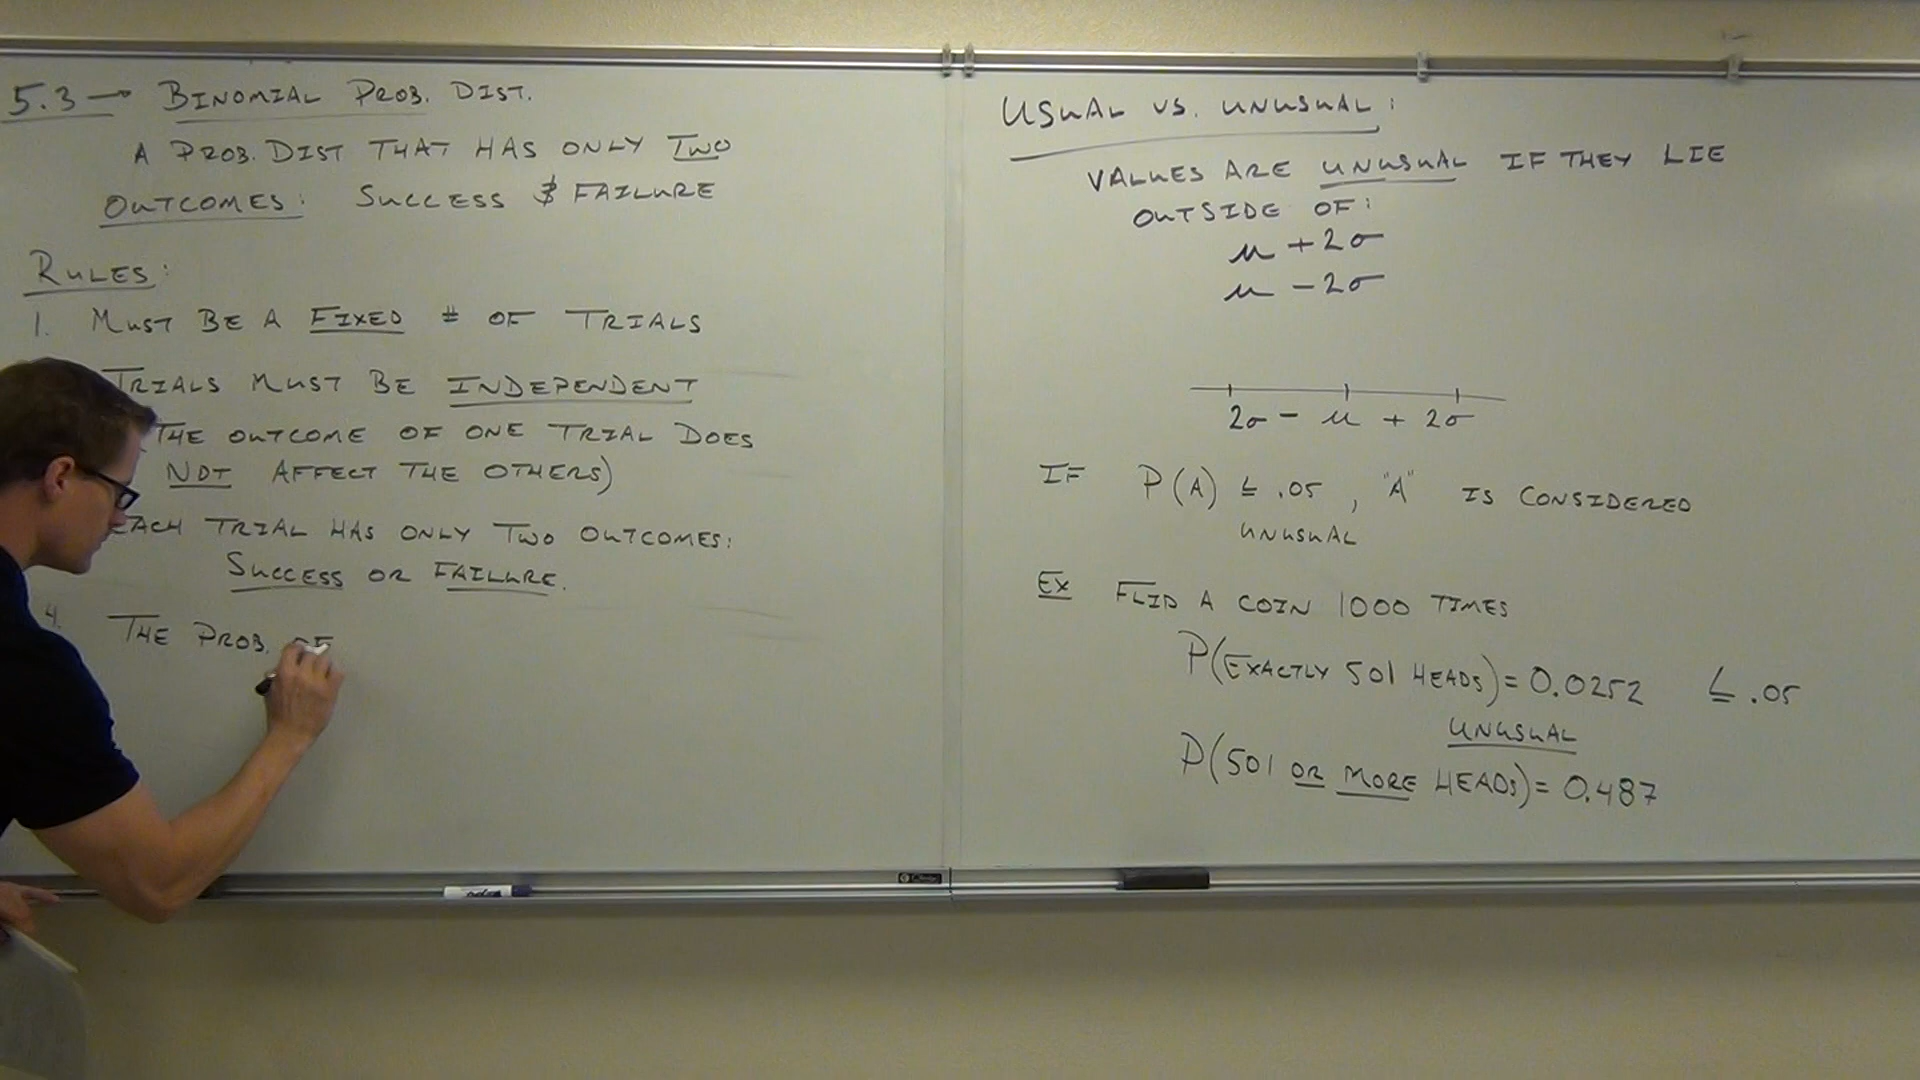 5.3 → BINOMIAL PROB. DIST.
A PROB. DIST THAT HAS ONLY TWO
OUTCOMES: SUCCESS & FAILURE
RULES:
1. MUST BE A FIXED # OF TRIALS
TRIALS MUST BE INDEPENDENT
THE OUTCOME OF ONE TRIAL DOES
NOT AFFECT THE OTHERS)
EACH TRIAL HAS ONLY TWO OUTCOMES:
SUCCESS OR FAILURE.
4. THE PROB. OF
USUAL VS. UNUSUAL:
VALUES ARE UNUSUAL IF THEY LIE
OUTSIDE OF:
μ + 2σ
μ - 2σ
2σ - μ + 2σ
IF P(A) ≤ .05, "A" IS CONSIDERED
UNUSUAL
EX FLIP A COIN 1000 TIMES
P(EXACTLY 501 HEADS) = 0.0252 ≤ .05
UNUSUAL
P(501 OR MORE HEADS) = 0.487